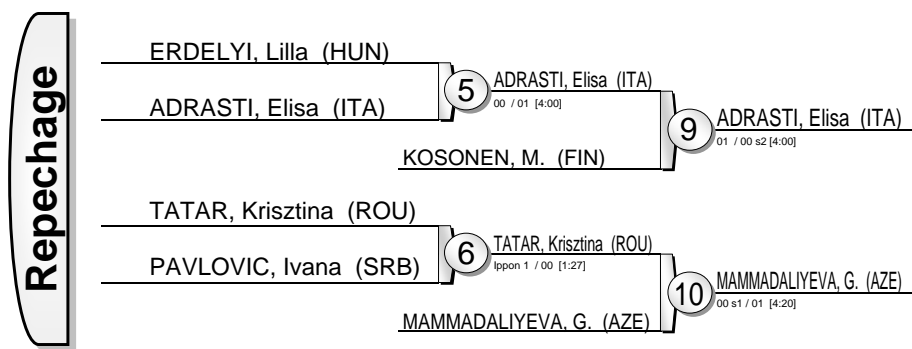 Repechage
ERDELYI, Lilla (HUN)
ADRASTI, Elisa (ITA)
5
ADRASTI, Elisa (ITA)
00 / 01 [4:00]
KOSONEN, M. (FIN)
9
ADRASTI, Elisa (ITA)
01 / 00 s2 [4:00]
TATAR, Krisztina (ROU)
PAVLOVIC, Ivana (SRB)
6
TATAR, Krisztina (ROU)
Ippon 1 / 00 [1:27]
MAMMADALIYEVA, G. (AZE)
10
MAMMADALIYEVA, G. (AZE)
00 s1 / 01 [4:20]